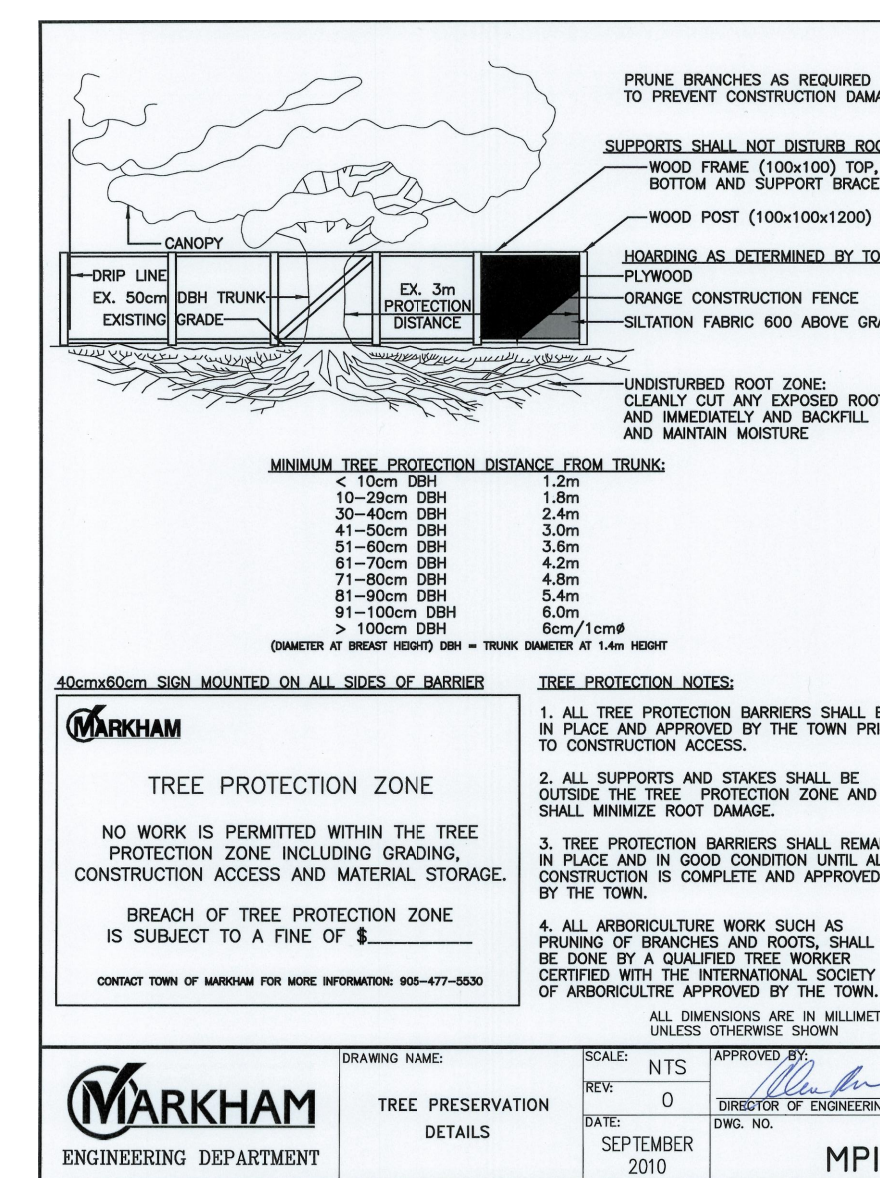 PRUNE BRANCHES AS REQUIRED
TO PREVENT CONSTRUCTION DAMA
SUPPORTS SHALL NOT DISTURB ROO
WOOD FRAME (100x100) TOP,
BOTTOM AND SUPPORT BRACE
WOOD POST (100x100x1200)
CANOPY
HOARDING AS DETERMINED BY TO
DRIP LINE
PLYWOOD
EX. 50cm DBH TRUNK
EX. 3m
PROTECTION
DISTANCE
ORANGE CONSTRUCTION FENCE
EXISTING GRADE
SILTATION FABRIC 600 ABOVE GRA
UNDISTURBED ROOT ZONE:
CLEANLY CUT ANY EXPOSED ROOT
AND IMMEDIATELY AND BACKFILL
AND MAINTAIN MOISTURE
MINIMUM TREE PROTECTION DISTANCE FROM TRUNK:
< 10cm DBH 1.2m
10-29cm DBH 1.8m
30-40cm DBH 2.4m
41-50cm DBH 3.0m
51-60cm DBH 3.6m
61-70cm DBH 4.2m
71-80cm DBH 4.8m
81-90cm DBH 5.4m
91-100cm DBH 6.0m
> 100cm DBH 6cm/1cmø
(DIAMETER AT BREAST HEIGHT) DBH = TRUNK DIAMETER AT 1.4m HEIGHT
40cmx60cm SIGN MOUNTED ON ALL SIDES OF BARRIER
MARKHAM
TREE PROTECTION ZONE
NO WORK IS PERMITTED WITHIN THE TREE
PROTECTION ZONE INCLUDING GRADING,
CONSTRUCTION ACCESS AND MATERIAL STORAGE.
BREACH OF TREE PROTECTION ZONE
IS SUBJECT TO A FINE OF $__________
CONTACT TOWN OF MARKHAM FOR MORE INFORMATION: 905-477-5530
TREE PROTECTION NOTES:
1. ALL TREE PROTECTION BARRIERS SHALL B
IN PLACE AND APPROVED BY THE TOWN PRI
TO CONSTRUCTION ACCESS.
2. ALL SUPPORTS AND STAKES SHALL BE
OUTSIDE THE TREE PROTECTION ZONE AND
SHALL MINIMIZE ROOT DAMAGE.
3. TREE PROTECTION BARRIERS SHALL REMA
IN PLACE AND IN GOOD CONDITION UNTIL AL
CONSTRUCTION IS COMPLETE AND APPROVED
BY THE TOWN.
4. ALL ARBORICULTURE WORK SUCH AS
PRUNING OF BRANCHES AND ROOTS, SHALL
BE DONE BY A QUALIFIED TREE WORKER
CERTIFIED WITH THE INTERNATIONAL SOCIETY
OF ARBORICULTRE APPROVED BY THE TOWN.
ALL DIMENSIONS ARE IN MILLIMET
UNLESS OTHERWISE SHOWN
MARKHAM
ENGINEERING DEPARTMENT
DRAWING NAME:
TREE PRESERVATION
DETAILS
SCALE: NTS
REV: 0
DATE:
SEPTEMBER
2010
APPROVED BY:
DIRECTOR OF ENGINEERIN
DWG. NO.
MPI